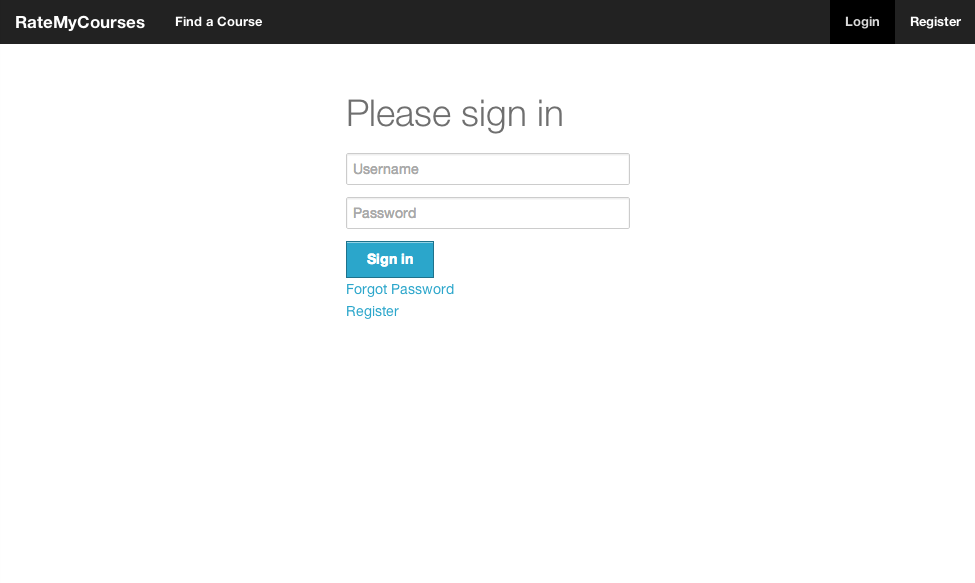 RateMyCourses Find a Course Login Register
Please sign in
Username
Password
Sign in
Forgot Password
Register